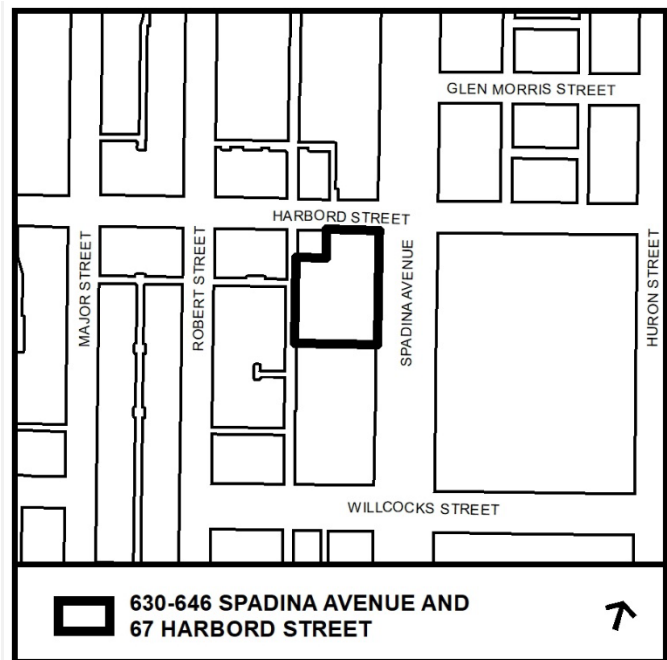 GLEN MORRIS STREET
HARBORD STREET
MAJOR STREET
ROBERT STREET
SPADINA AVENUE
HURON STREET
WILLCOCKS STREET
630-646 SPADINA AVENUE AND
67 HARBORD STREET